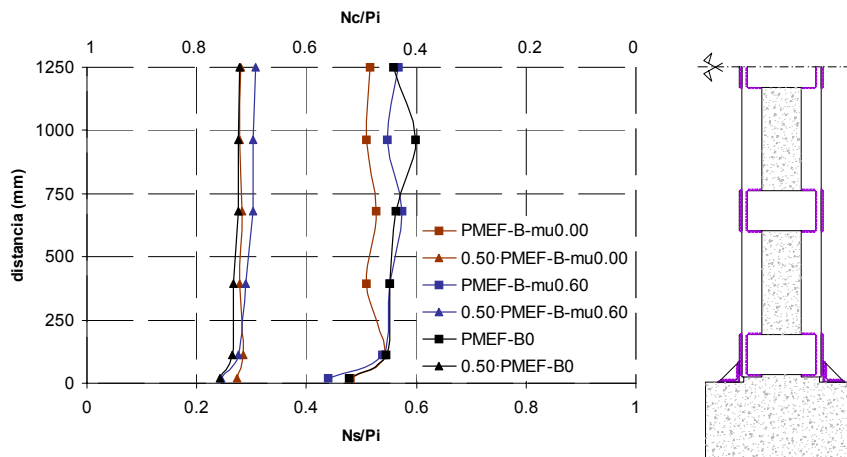 Nc/Pi
1 0.8 0.6 0.4 0.2 0
1250
1000
750
500
250
0
distancia (mm)
PMEF-B-mu0.00
0.50·PMEF-B-mu0.00
PMEF-B-mu0.60
0.50·PMEF-B-mu0.60
PMEF-B0
0.50·PMEF-B0
0 0.2 0.4 0.6 0.8 1
Ns/Pi